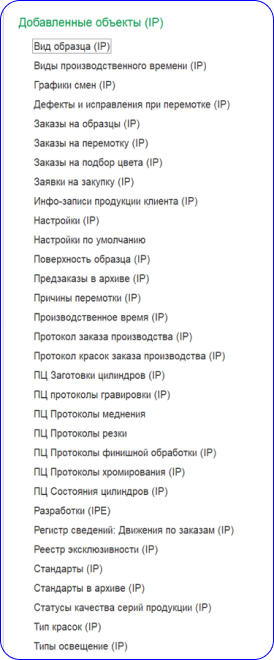 Добавленные объекты (IP)
Вид образца (IP)
Виды производственного времени (IP)
Графики смен (IP)
Дефекты и исправления при перемотке (IP)
Заказы на образцы (IP)
Заказы на перемотку (IP)
Заказы на подбор цвета (IP)
Заявки на закупку (IP)
Инфо-записи продукции клиента (IP)
Настройки (IP)
Настройки по умолчанию
Поверхность образца (IP)
Предзаказы в архиве (IP)
Причины перемотки (IP)
Производственное время (IP)
Протокол заказа производства (IP)
Протокол красок заказа производства (IP)
ПЦ Заготовки цилиндров (IP)
ПЦ протоколы гравировки (IP)
ПЦ Протоколы меднения
ПЦ Протоколы резки
ПЦ Протоколы финишной обработки (IP)
ПЦ Протоколы хромирования (IP)
ПЦ Состояния цилиндров (IP)
Разработки (IPE)
Регистр сведений: Движения по заказам (IP)
Реестр эксклюзивности (IP)
Стандарты (IP)
Стандарты в архиве (IP)
Статусы качества серий продукции (IP)
Тип красок (IP)
Типы освещение (IP)